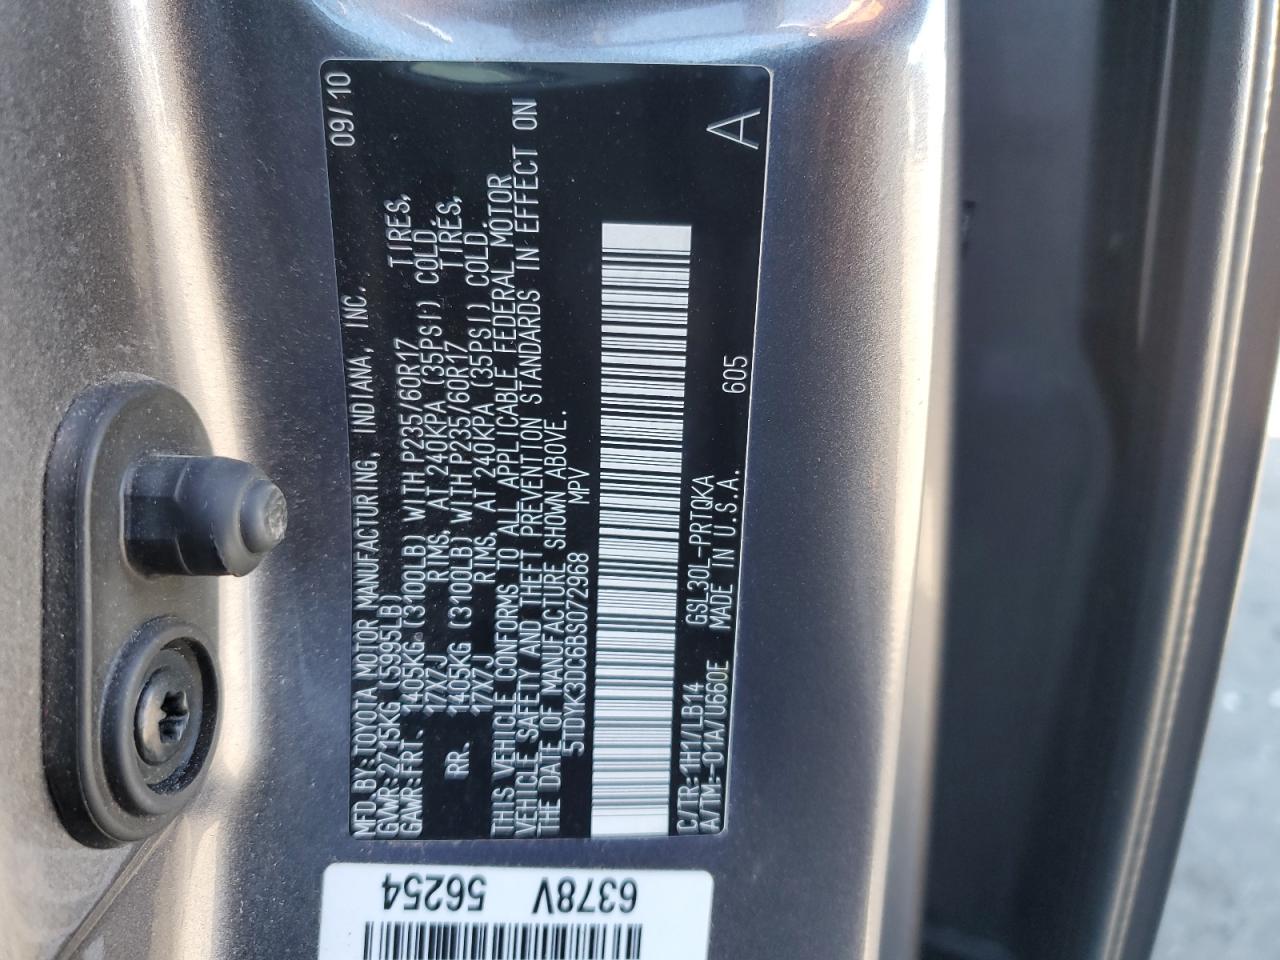 MFD. BY: TOYOTA MOTOR MANUFACTURING, INDIANA, INC. 09/10
GVWR: 2715KG (5995LB)
GAWR: FRT. 1405KG (3100LB) WITH P235/60R17 TIRES,
17X7J RIMS, AT 240KPA (35PSI) COLD.
RR. 1405KG (3100LB) WITH P235/60R17 TIRES,
17X7J RIMS, AT 240KPA (35PSI) COLD.
THIS VEHICLE CONFORMS TO ALL APPLICABLE FEDERAL MOTOR
VEHICLE SAFETY AND THEFT PREVENTION STANDARDS IN EFFECT ON
THE DATE OF MANUFACTURE SHOWN ABOVE.
5TDYK3DC6BS072968 MPV
C/TR: 1H1/LB14 GSL30L-PRTQKA
A/TM: -01A/U660E MADE IN U.S.A. 605 A
6378V 56254